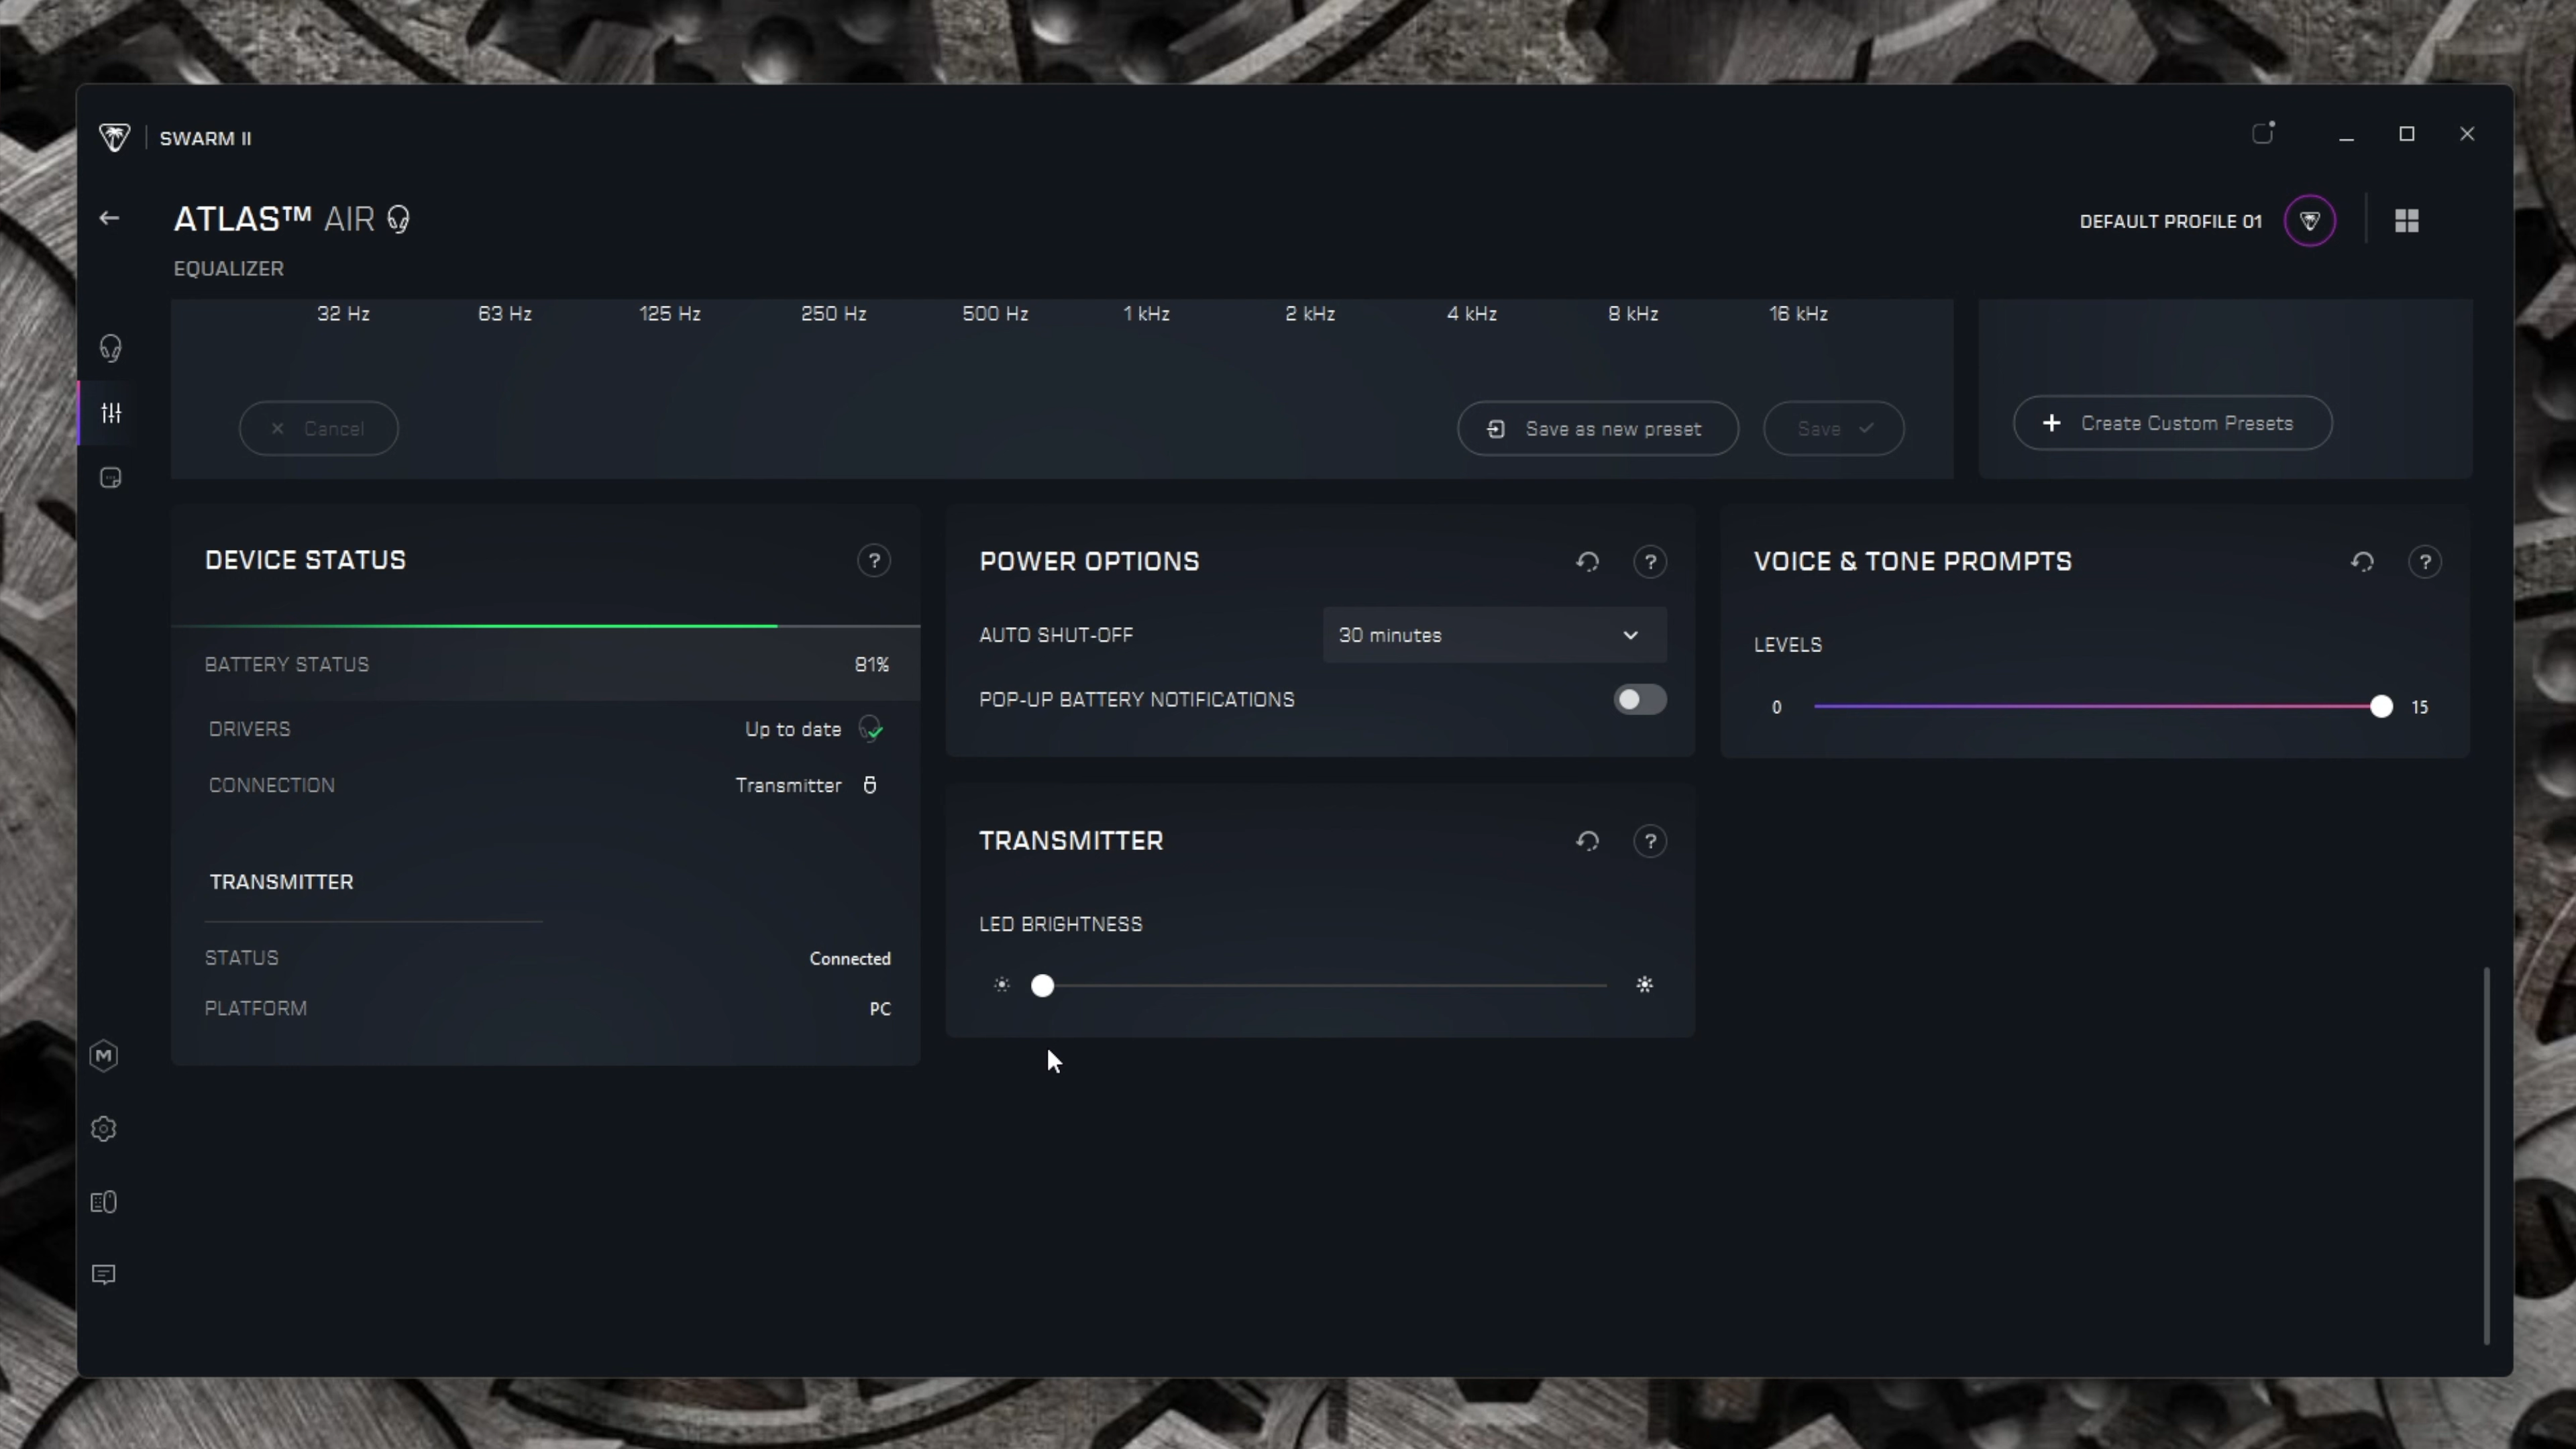 SWARM II
ATLAS™ AIR
DEFAULT PROFILE 01
EQUALIZER
32 Hz 63 Hz 125 Hz 250 Hz 500 Hz 1 kHz 2 kHz 4 kHz 8 kHz 16 kHz
Cancel
Save as new preset
Save
Create Custom Presets
DEVICE STATUS
?
BATTERY STATUS 81%
DRIVERS Up to date
CONNECTION Transmitter
TRANSMITTER
STATUS Connected
PLATFORM PC
POWER OPTIONS
?
AUTO SHUT-OFF 30 minutes
POP-UP BATTERY NOTIFICATIONS
TRANSMITTER
?
LED BRIGHTNESS
VOICE & TONE PROMPTS
?
LEVELS
0 15
M